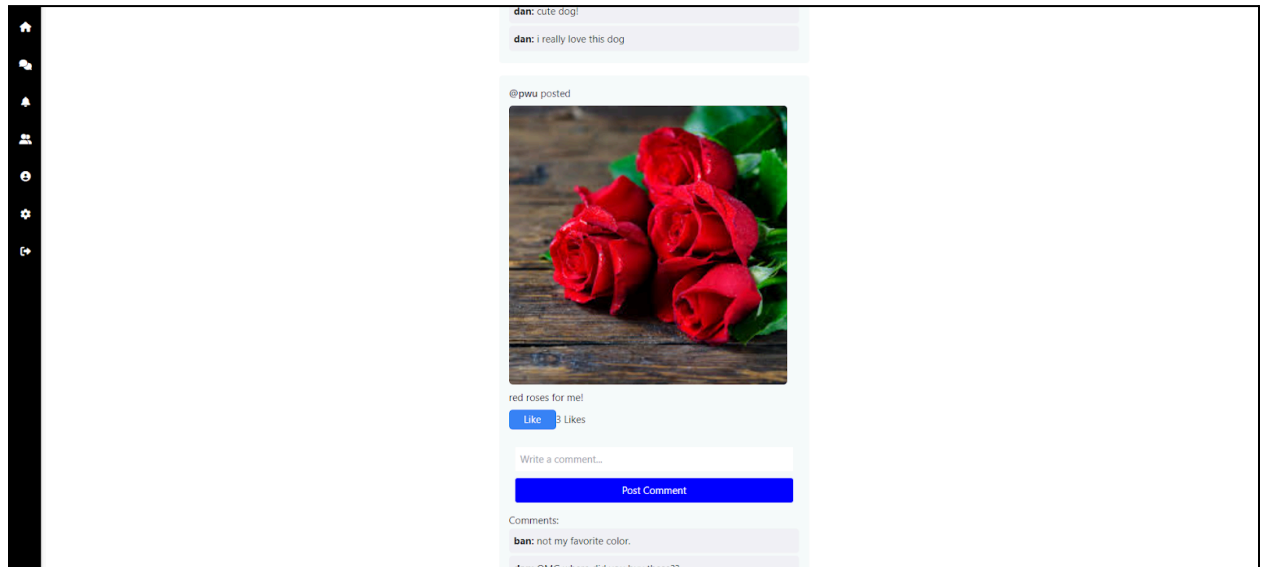 dan: cute dog!
dan: i really love this dog
@pwu posted
red roses for me!
Like 3 Likes
Write a comment...
Post Comment
Comments:
ban: not my favorite color.